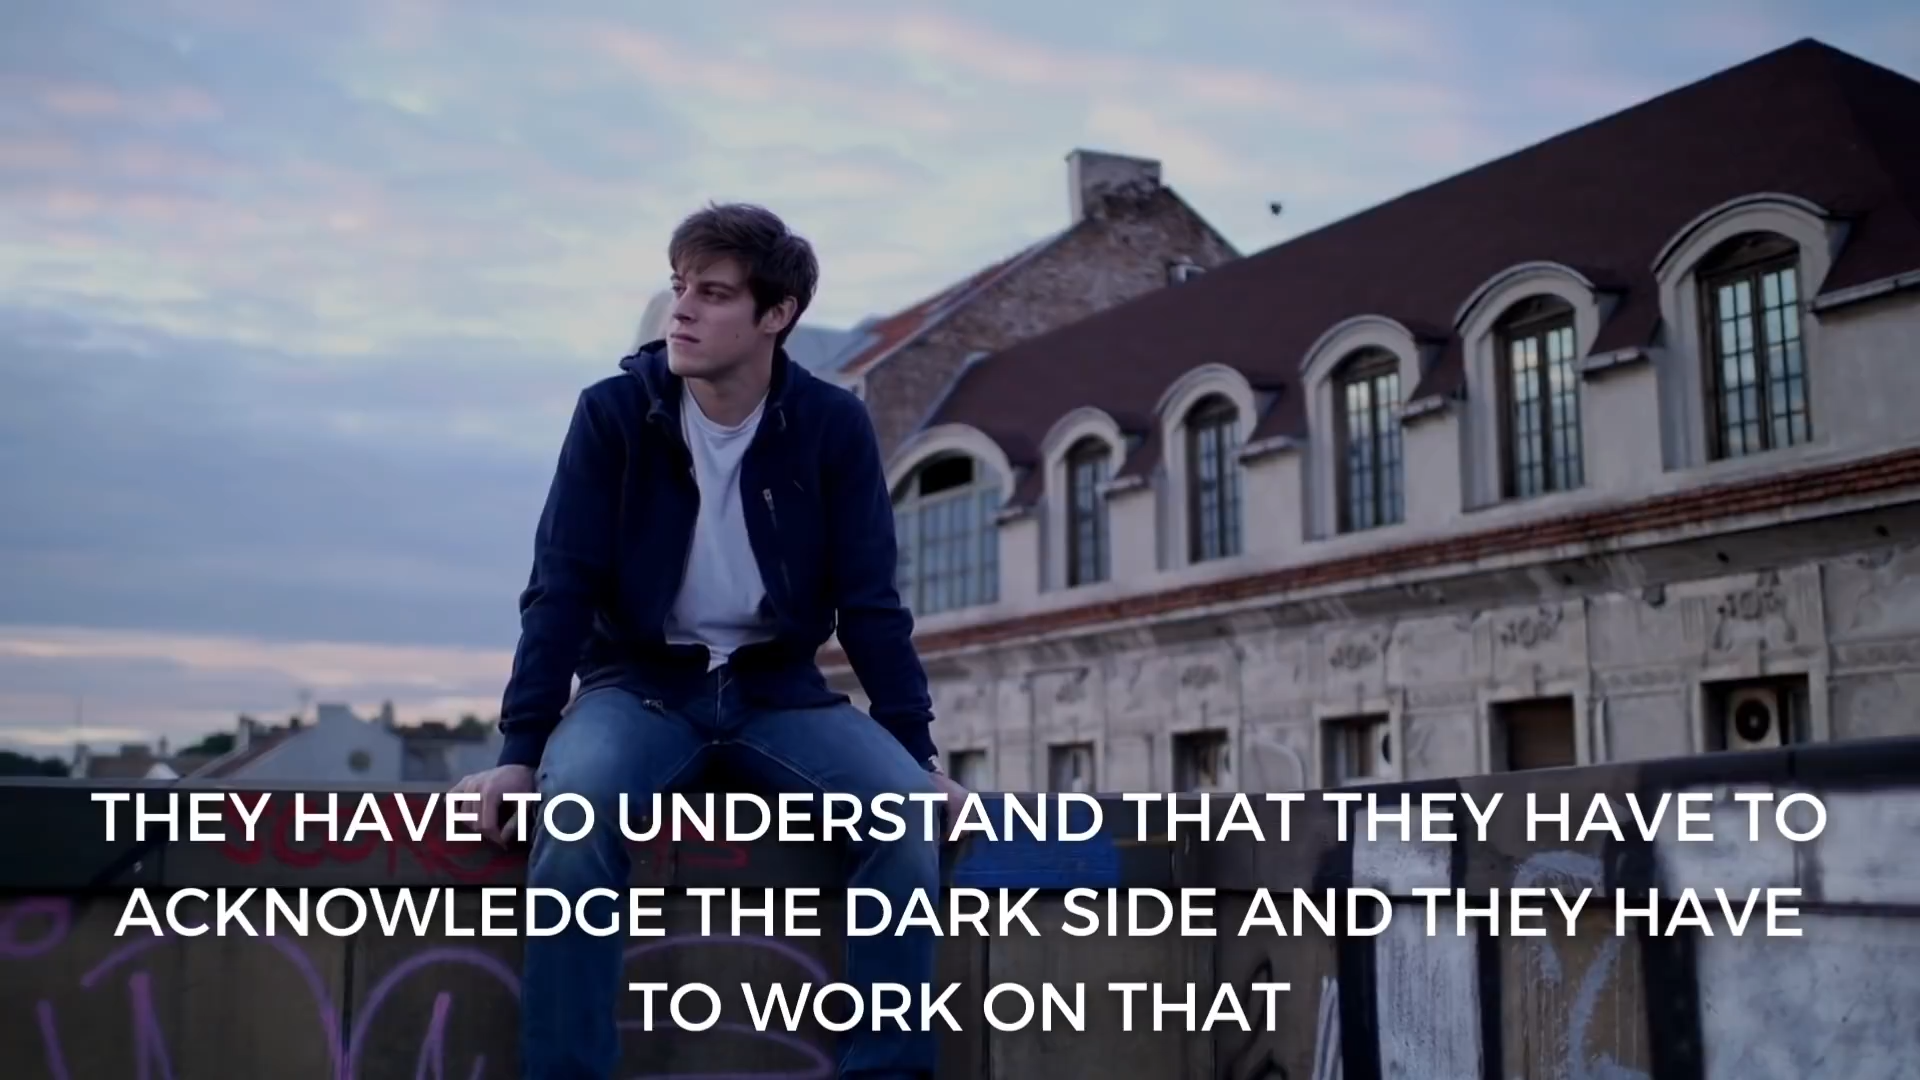 THEY HAVE TO UNDERSTAND THAT THEY HAVE TO
ACKNOWLEDGE THE DARK SIDE AND THEY HAVE
TO WORK ON THAT